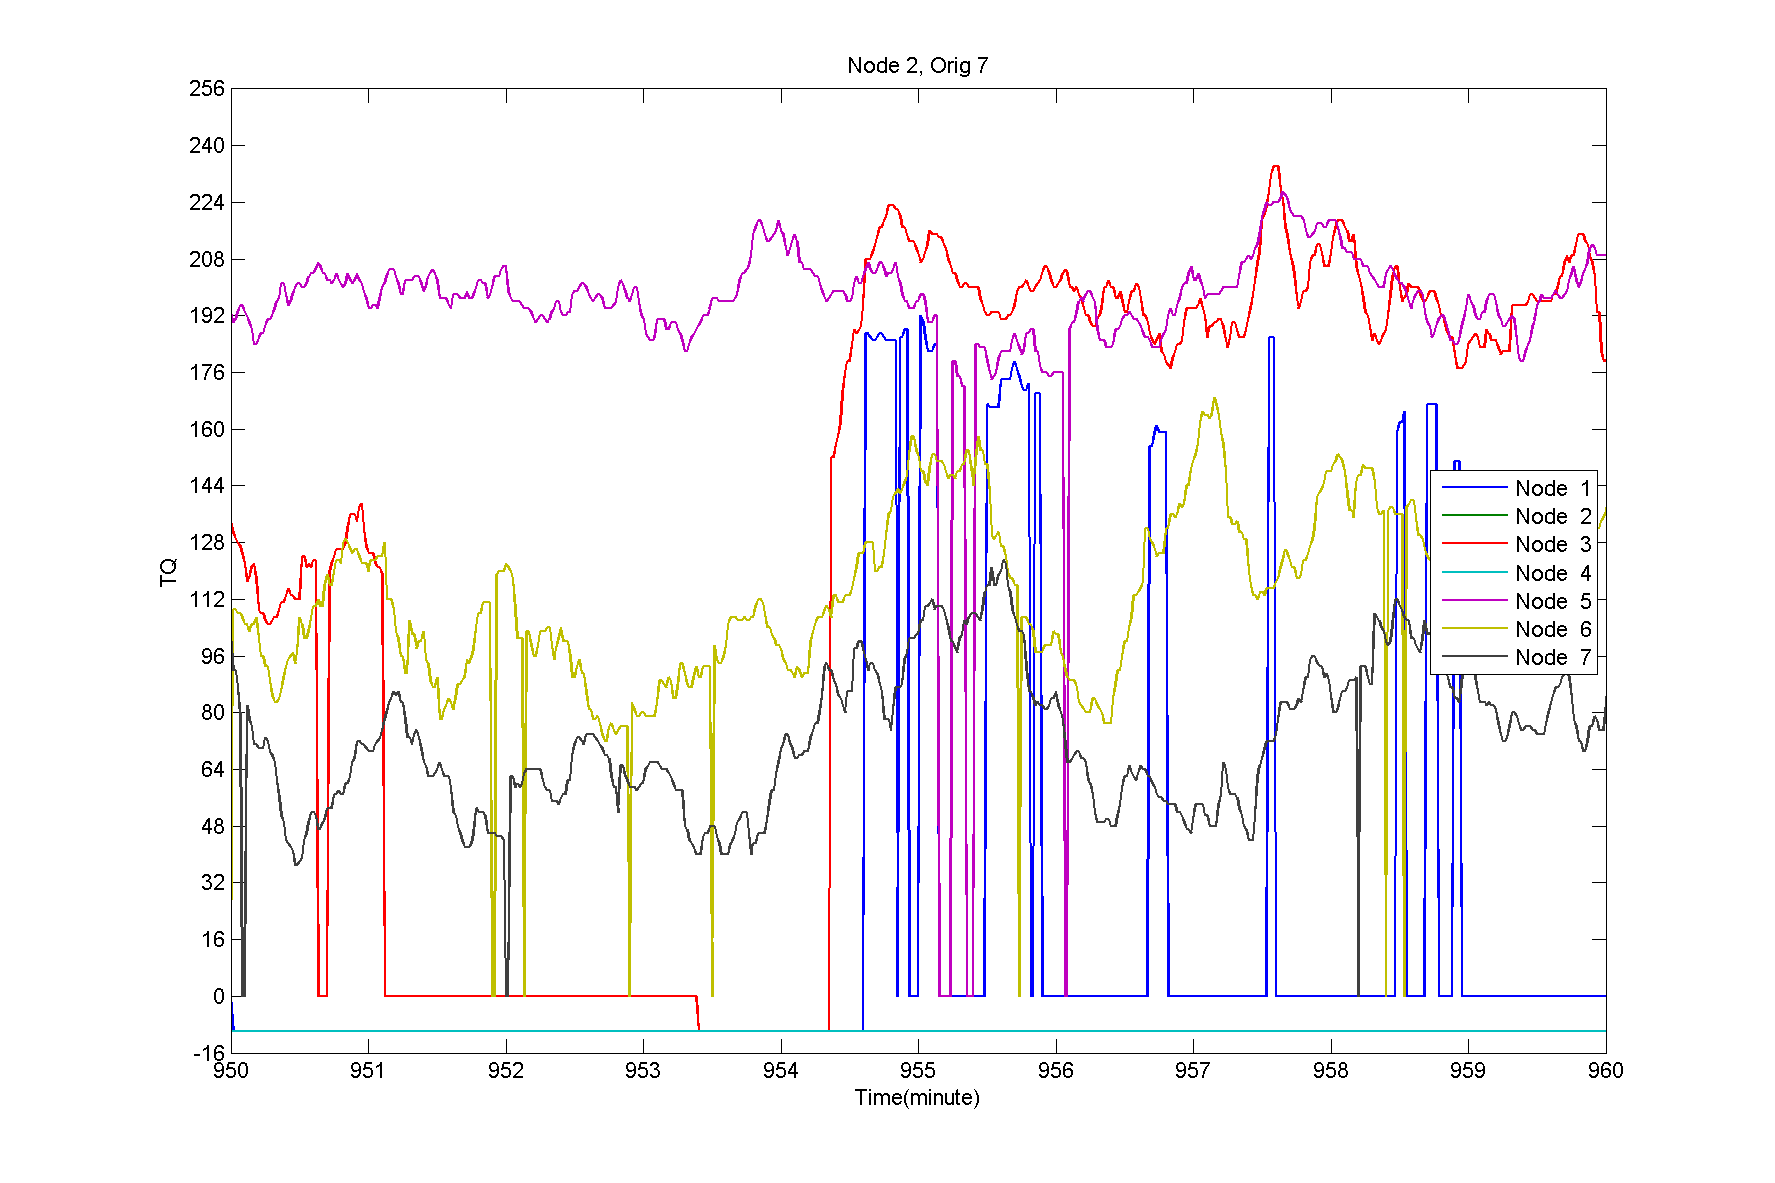 Node 2, Orig 7
256
240
224
208
192
176
160
144
128
112
96
80
64
48
32
16
0
-16
TQ
Node 1
Node 2
Node 3
Node 4
Node 5
Node 6
Node 7
950 951 952 953 954 955 956 957 958 959 960
Time(minute)